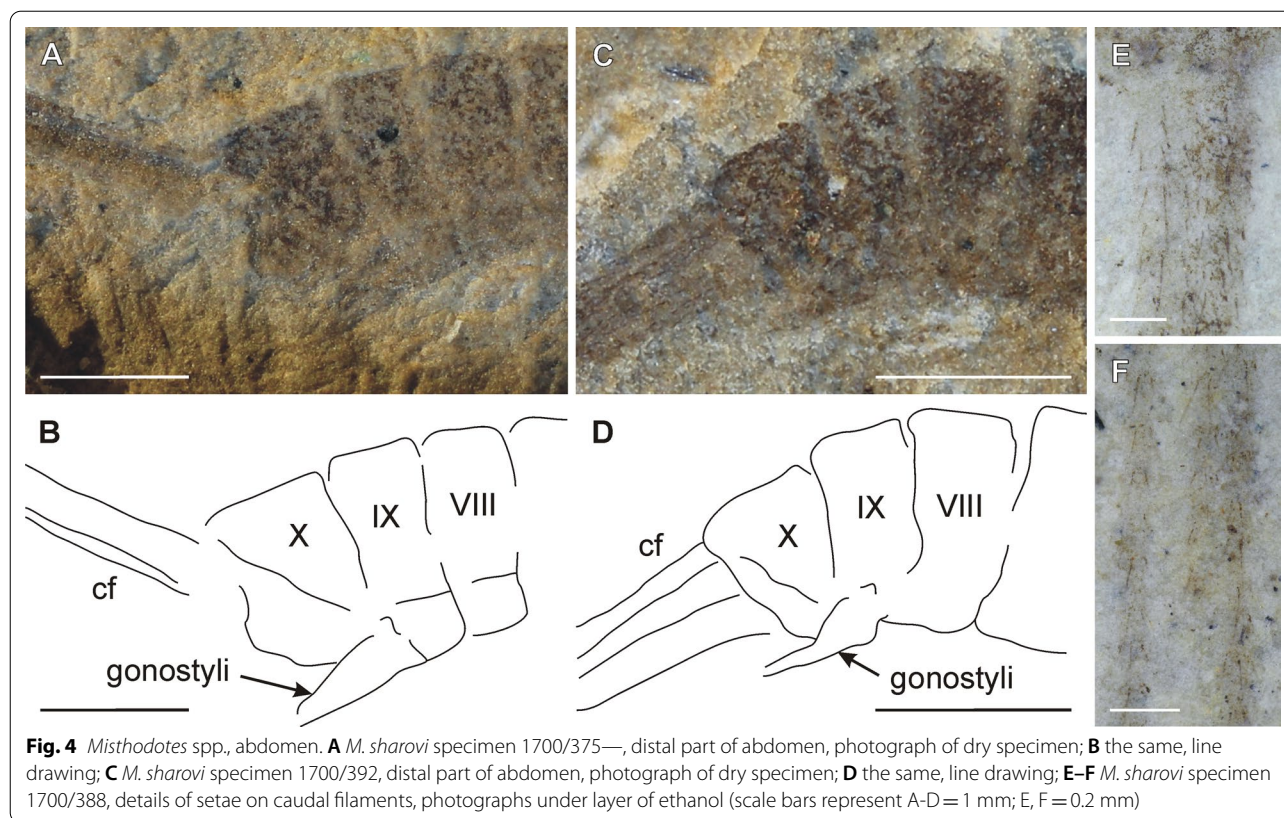 A
C
E
B
X
IX
VIII
cf
gonostyli
D
X
IX
VIII
cf
gonostyli
F
Fig. 4 Misthodotes spp., abdomen. A M. sharovi specimen 1700/375—, distal part of abdomen, photograph of dry specimen; B the same, line
drawing; C M. sharovi specimen 1700/392, distal part of abdomen, photograph of dry specimen; D the same, line drawing; E–F M. sharovi specimen
1700/388, details of setae on caudal filaments, photographs under layer of ethanol (scale bars represent A-D = 1 mm; E, F = 0.2 mm)